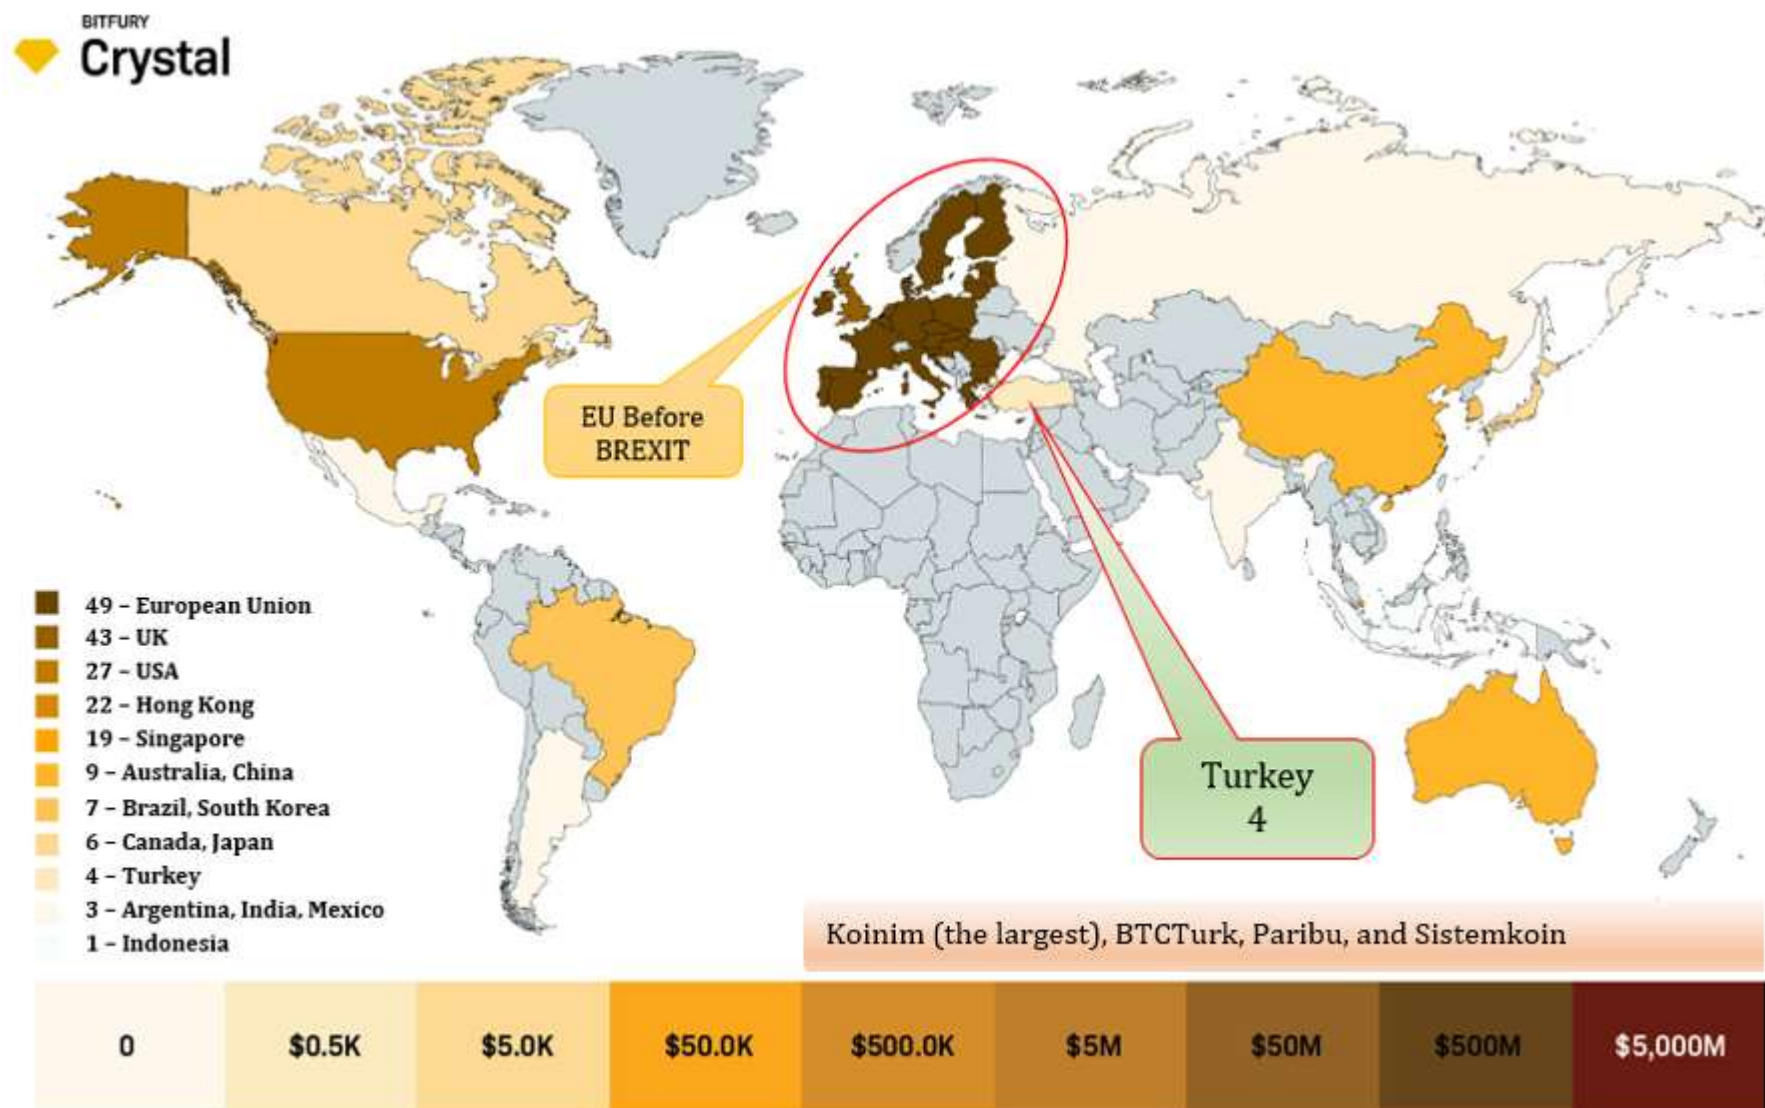 BITFURY
Crystal
EU Before
BREXIT
49 – European Union
43 – UK
27 – USA
22 – Hong Kong
19 – Singapore
9 – Australia, China
7 – Brazil, South Korea
6 – Canada, Japan
4 – Turkey
3 – Argentina, India, Mexico
1 – Indonesia
Turkey
4
Koinim (the largest), BTCTurk, Paribu, and Sistemkoin
0 $0.5K $5.0K $50.0K $500.0K $5M $50M $500M $5,000M